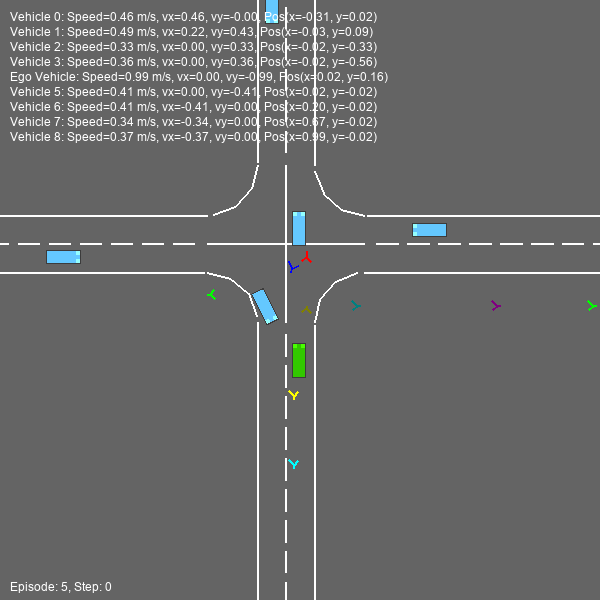 Vehicle 0: Speed=0.46 m/s, vx=0.46, vy=-0.00, Pos(x=-0.31, y=0.02)
Vehicle 1: Speed=0.49 m/s, vx=0.22, vy=0.43, Pos(x=-0.03, y=0.09)
Vehicle 2: Speed=0.33 m/s, vx=0.00, vy=0.33, Pos(x=-0.02, y=-0.33)
Vehicle 3: Speed=0.36 m/s, vx=0.00, vy=0.36, Pos(x=-0.02, y=-0.56)
Ego Vehicle: Speed=0.99 m/s, vx=0.00, vy=-0.99, Pos(x=0.02, y=0.16)
Vehicle 5: Speed=0.41 m/s, vx=0.00, vy=-0.41, Pos(x=0.02, y=-0.02)
Vehicle 6: Speed=0.41 m/s, vx=-0.41, vy=0.00, Pos(x=0.20, y=-0.02)
Vehicle 7: Speed=0.34 m/s, vx=-0.34, vy=0.00, Pos(x=0.67, y=-0.02)
Vehicle 8: Speed=0.37 m/s, vx=-0.37, vy=0.00, Pos(x=0.99, y=-0.02)
Episode: 5, Step: 0